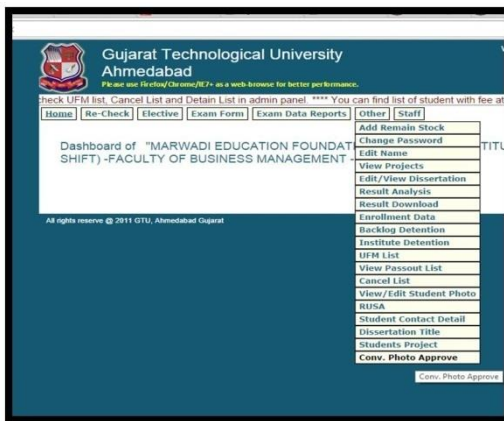 Gujarat Technological University
Ahmedabad
Please use Firefox/Chrome/IE7+ as a web-browse for better performance.
check UFM list, Cancel List and Detain List in admin panel. **** You can find list of student with fee at
Home Re-Check Elective Exam Form Exam Data Reports Other Staff
Dashboard of "MARWADI EDUCATION FOUNDATI
SHIFT) -FACULTY OF BUSINESS MANAGEMENT -
Add Remain Stock
Change Password
Edit Name
View Projects
Edit/View Dissertation
Result Analysis
Result Download
Enrollment Data
Backlog Detention
Institute Detention
UFM List
View Passout List
Cancel List
View/Edit Student Photo
RUSA
Student Contact Detail
Dissertation Title
Students Project
Conv. Photo Approve
Conv. Photo Approve
All rights reserve @ 2011 GTU, Ahmedabad Gujarat